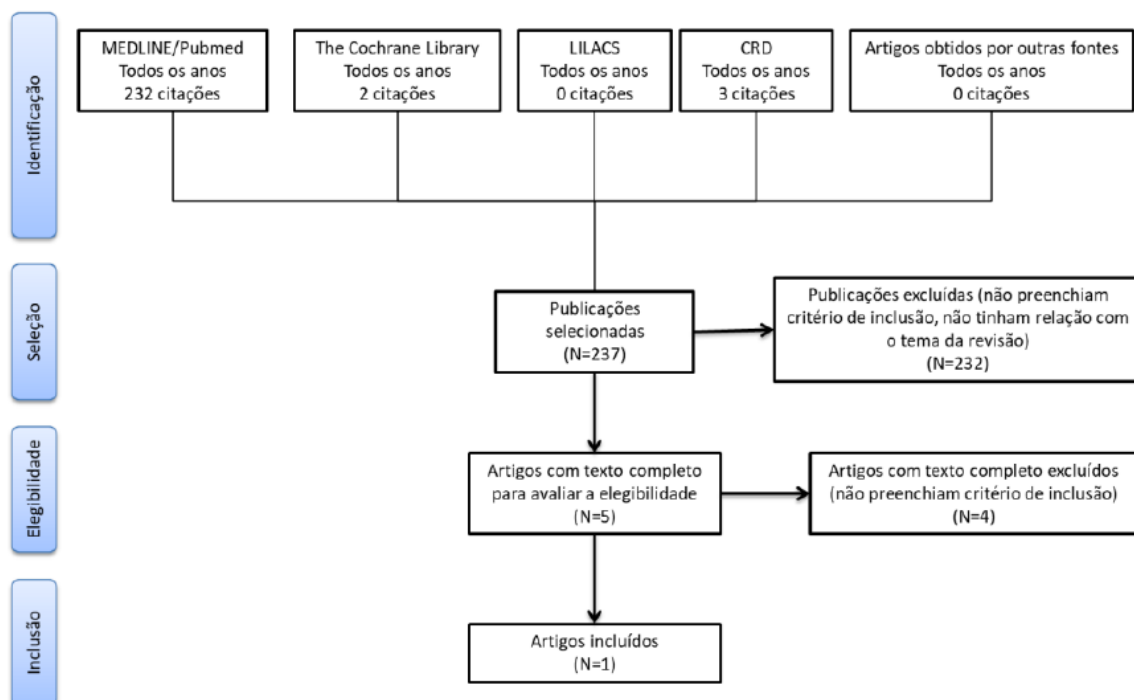 Identificação
MEDLINE/Pubmed
Todos os anos
232 citações
The Cochrane Library
Todos os anos
2 citações
LILACS
Todos os anos
0 citações
CRD
Todos os anos
3 citações
Artigos obtidos por outras fontes
Todos os anos
0 citações
Seleção
Publicações
selecionadas
(N=237)
Publicações excluídas (não preenchiam
critério de inclusão, não tinham relação com
o tema da revisão)
(N=232)
Elegibilidade
Artigos com texto completo
para avaliar a elegibilidade
(N=5)
Artigos com texto completo excluídos
(não preenchiam critério de inclusão)
(N=4)
Inclusão
Artigos incluídos
(N=1)